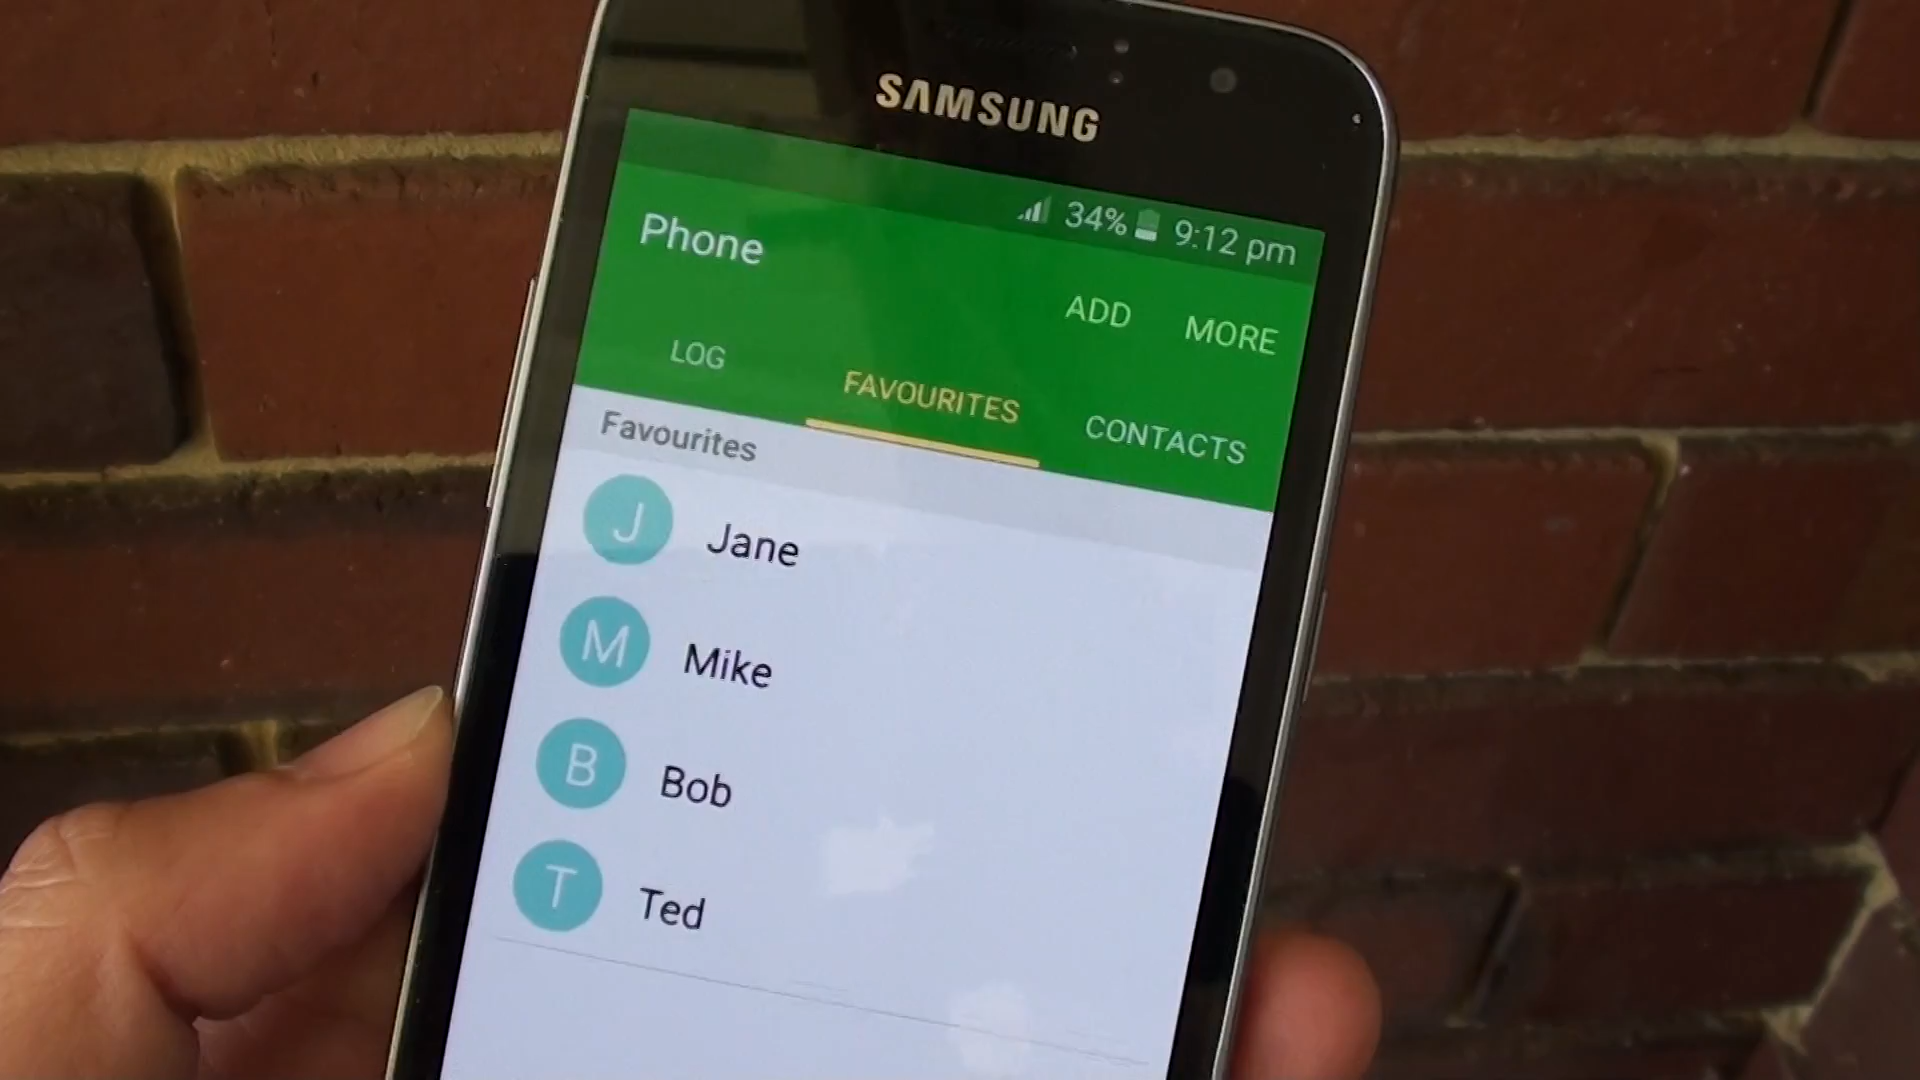 SAMSUNG
34% 9:12 pm
Phone
ADD MORE
LOG FAVOURITES CONTACTS
Favourites
J Jane
M Mike
B Bob
T Ted